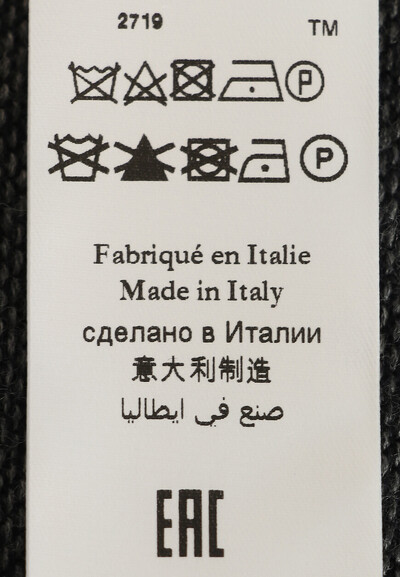 2719 TM
P
P
Fabriqué en Italie
Made in Italy
сделано в Италии
意大利制造
صنع في ايطاليا
EAC